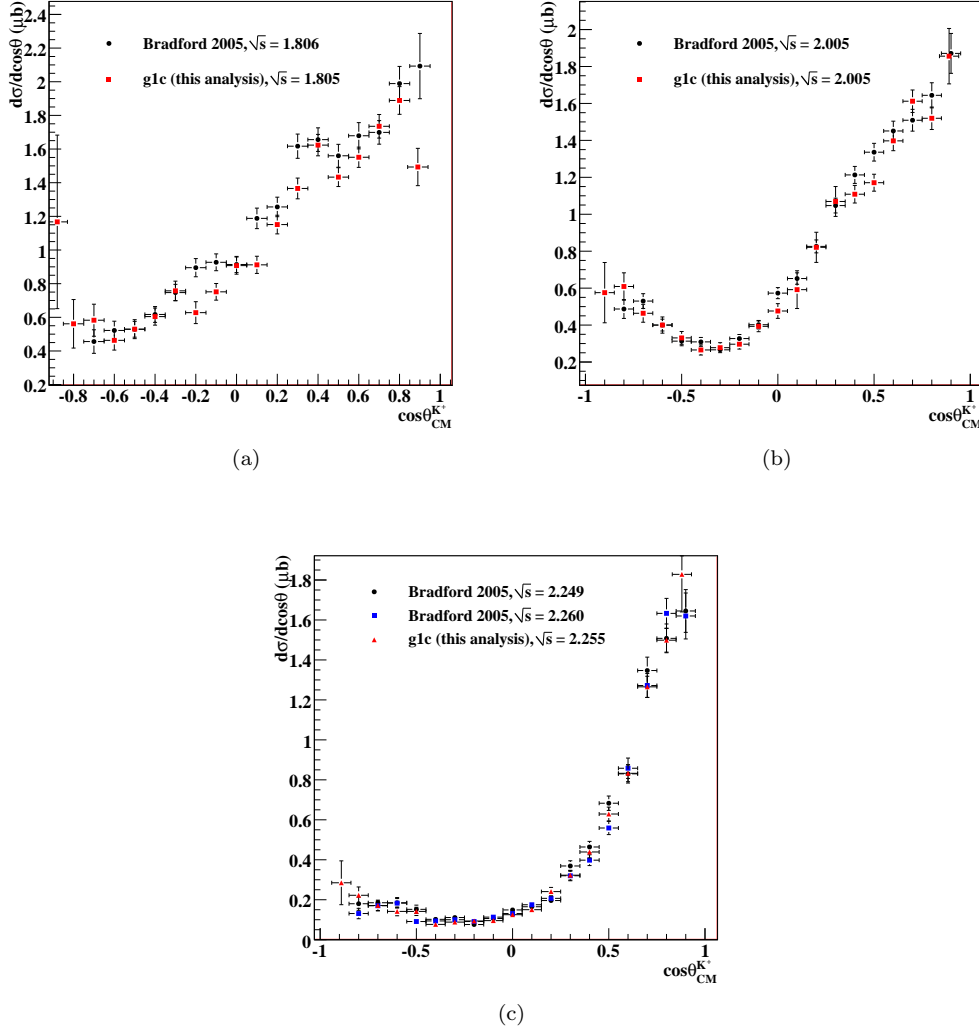 dσ/dcosθ (μb)
Bradford 2005,√s = 1.806
g1c (this analysis),√s = 1.805
2.4
2.2
2
1.8
1.6
1.4
1.2
1
0.8
0.6
0.4
0.2
-0.8 -0.6 -0.4 -0.2 0 0.2 0.4 0.6 0.8 1
cosθ_CM^K⁺
(a)
dσ/dcosθ (μb)
Bradford 2005,√s = 2.005
g1c (this analysis),√s = 2.005
2
1.8
1.6
1.4
1.2
1
0.8
0.6
0.4
0.2
-1 -0.5 0 0.5 1
cosθ_CM^K⁺
(b)
dσ/dcosθ (μb)
Bradford 2005,√s = 2.249
Bradford 2005,√s = 2.260
g1c (this analysis),√s = 2.255
1.8
1.6
1.4
1.2
1
0.8
0.6
0.4
0.2
0
-1 -0.5 0 0.5 1
cosθ_CM^K⁺
(c)